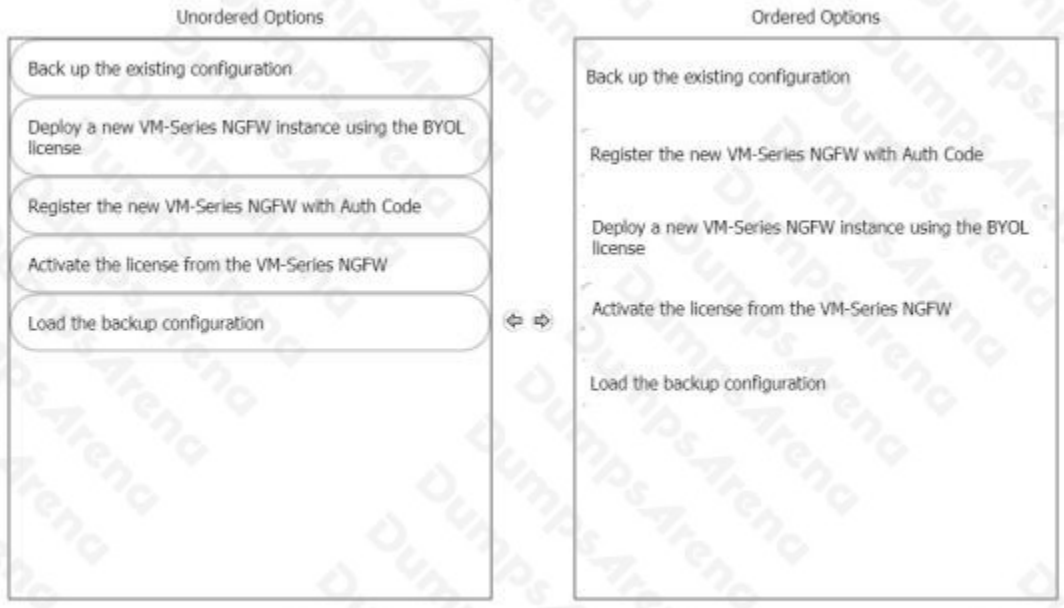 Unordered Options
Back up the existing configuration
Deploy a new VM-Series NGFW instance using the BYOL
license
Register the new VM-Series NGFW with Auth Code
Activate the license from the VM-Series NGFW
Load the backup configuration
Ordered Options
Back up the existing configuration
Register the new VM-Series NGFW with Auth Code
Deploy a new VM-Series NGFW instance using the BYOL
license
Activate the license from the VM-Series NGFW
Load the backup configuration
DumpsArena